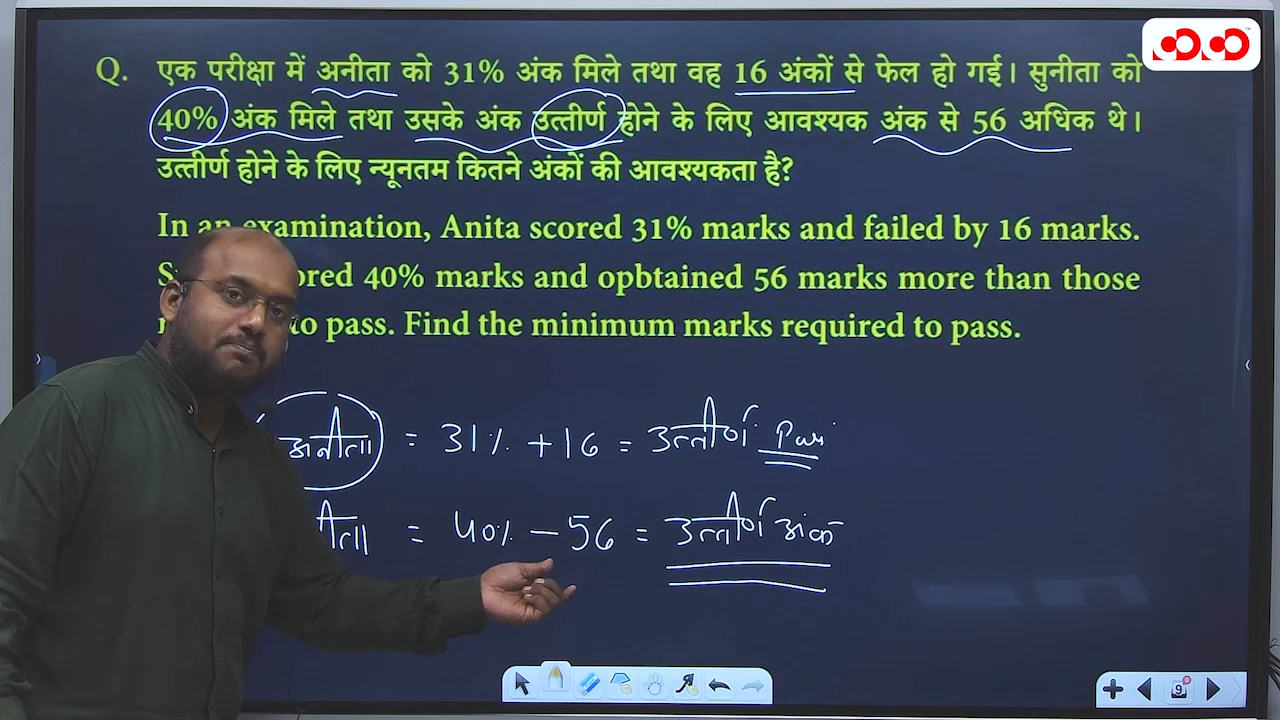 Q. एक परीक्षा में अनीता को 31% अंक मिले तथा वह 16 अंकों से फेल हो गई। सुनीता को
40% अंक मिले तथा उसके अंक उत्तीर्ण होने के लिए आवश्यक अंक से 56 अधिक थे।
उत्तीर्ण होने के लिए न्यूनतम कितने अंकों की आवश्यकता है?
In an examination, Anita scored 31% marks and failed by 16 marks.
ored 40% marks and opbtained 56 marks more than those
to pass. Find the minimum marks required to pass.
अनीता = 31% + 16 = उत्तीर्ण
नीता = 40% - 56 = उत्तीर्ण अंक
9